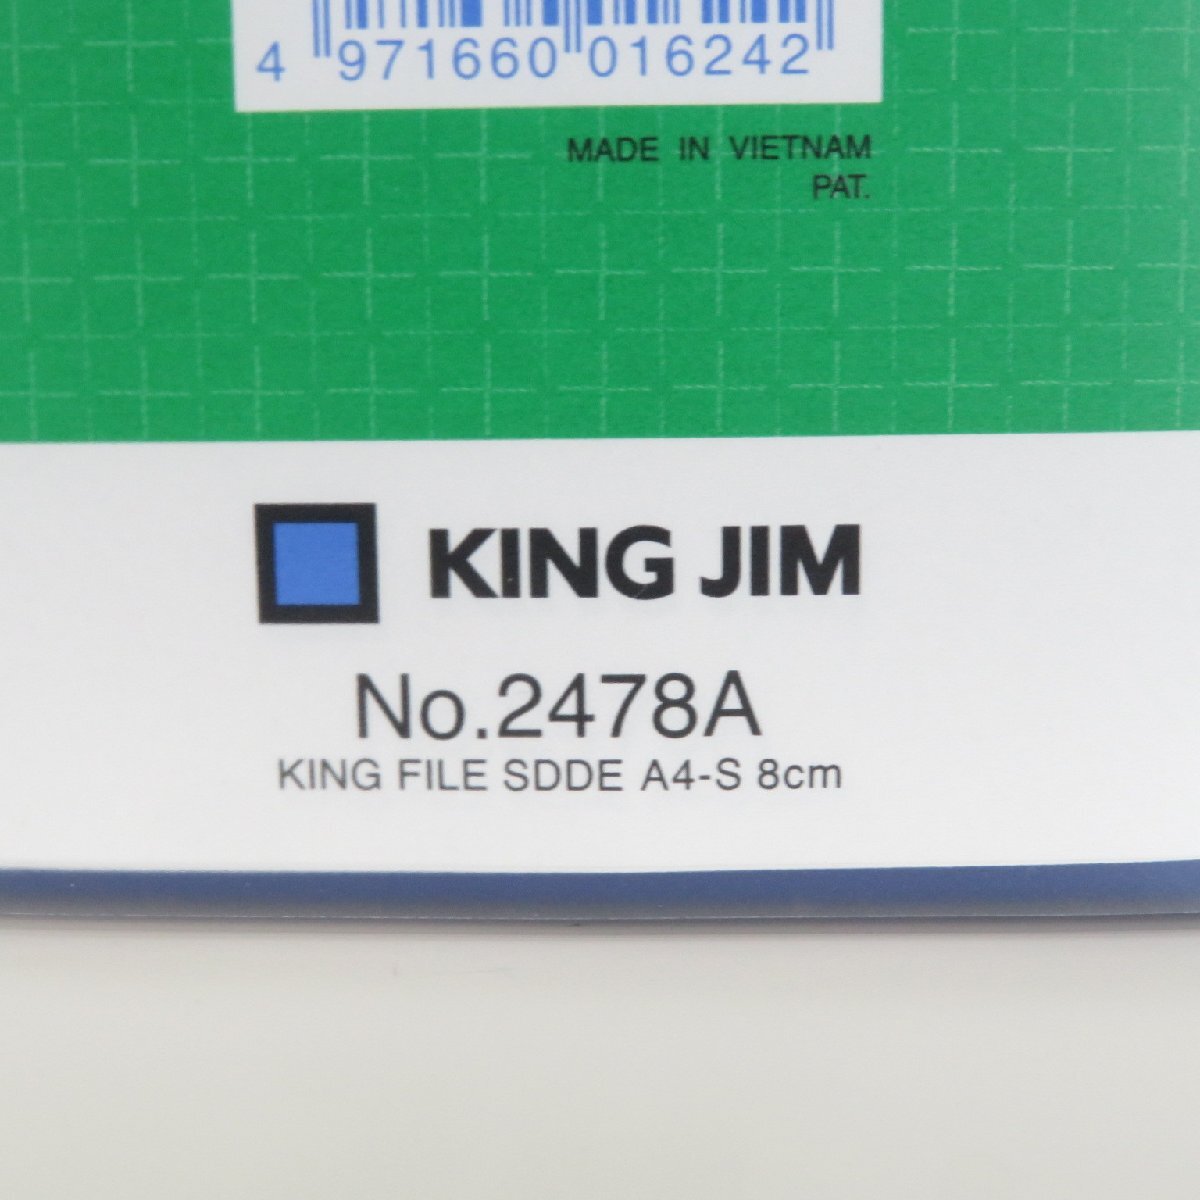 4 971660 016242
MADE IN VIETNAM
PAT.
KING JIM
No.2478A
KING FILE SDDE A4-S 8cm